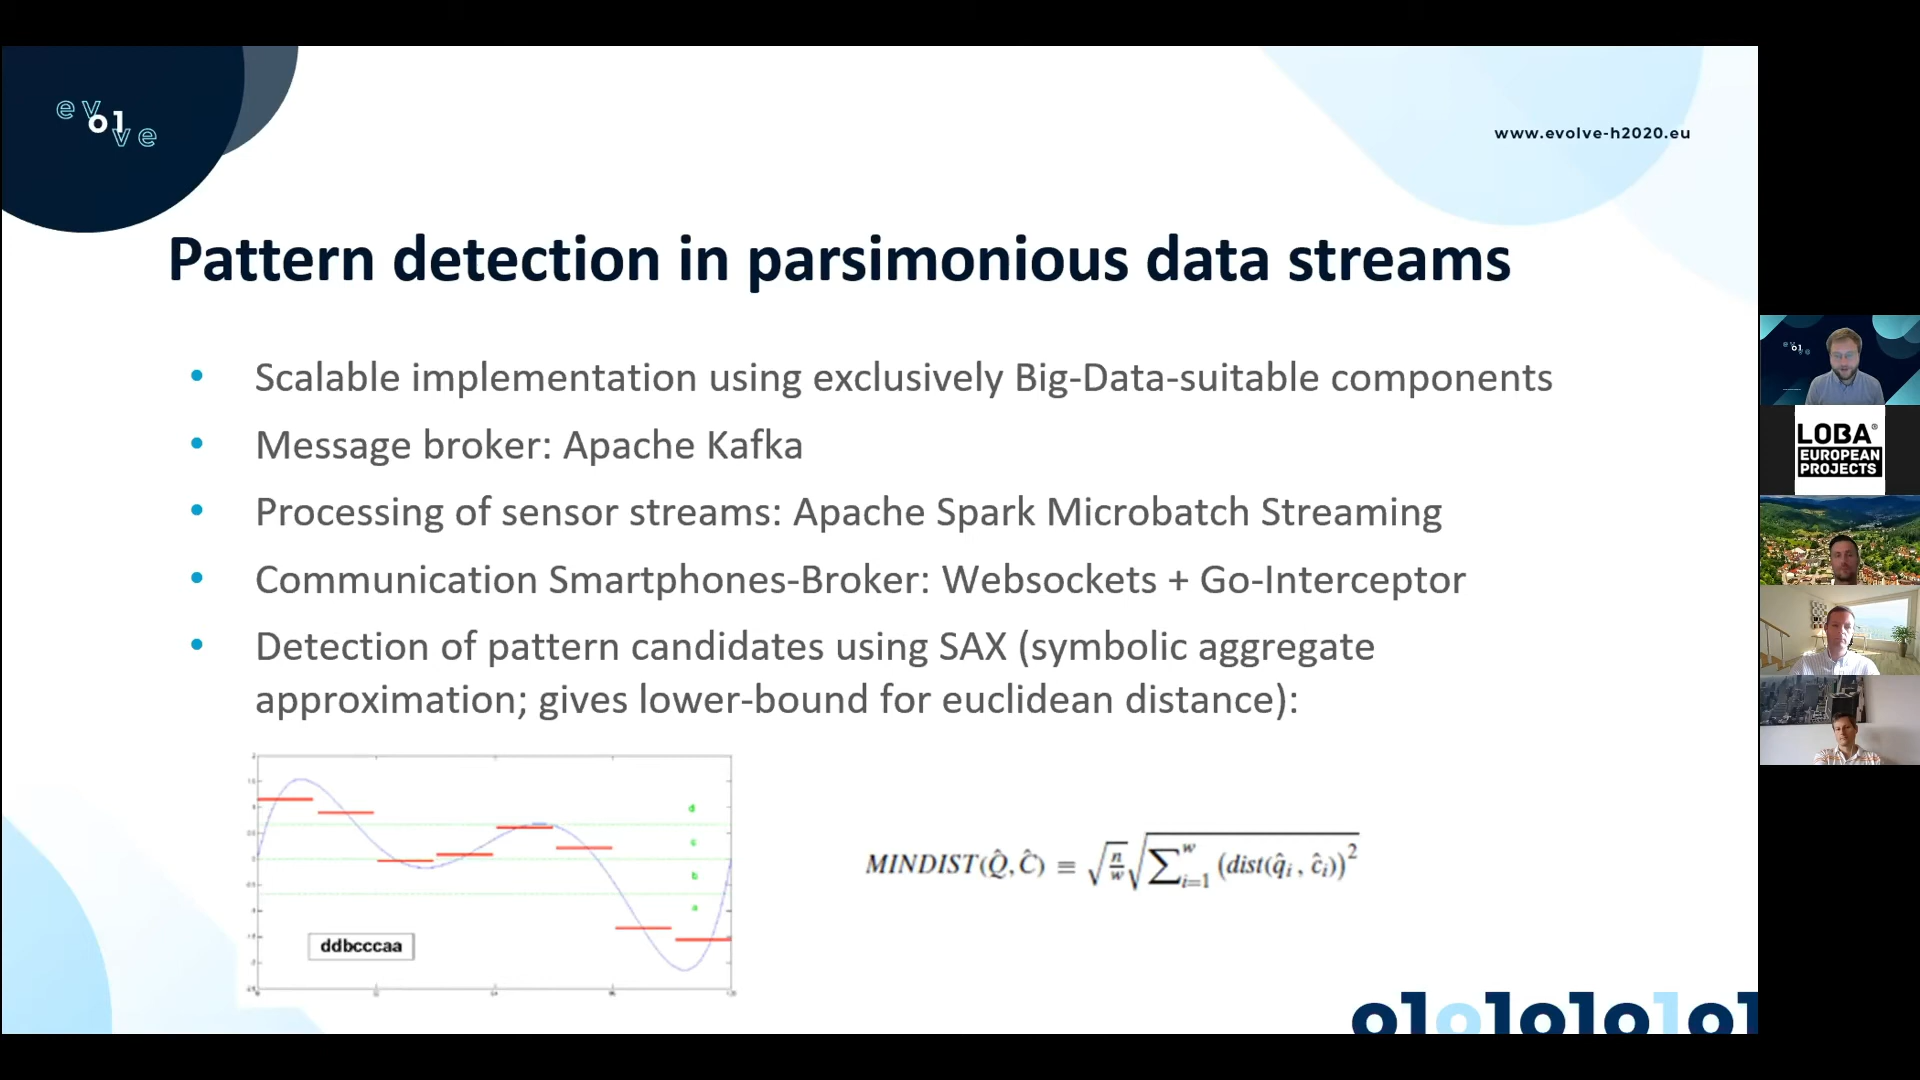 evolve
www.evolve-h2020.eu
Pattern detection in parsimonious data streams
• Scalable implementation using exclusively Big-Data-suitable components
• Message broker: Apache Kafka
• Processing of sensor streams: Apache Spark Microbatch Streaming
• Communication Smartphones-Broker: Websockets + Go-Interceptor
• Detection of pattern candidates using SAX (symbolic aggregate
approximation; gives lower-bound for euclidean distance):
d
c
b
a
ddbcccaa
MINDIST(Q̂, Ĉ) ≡ √(n/w) √(∑ᵢ₌₁ʷ (dist(q̂ᵢ, ĉᵢ))²)
LOBA®
EUROPEAN
PROJECTS
0101010101